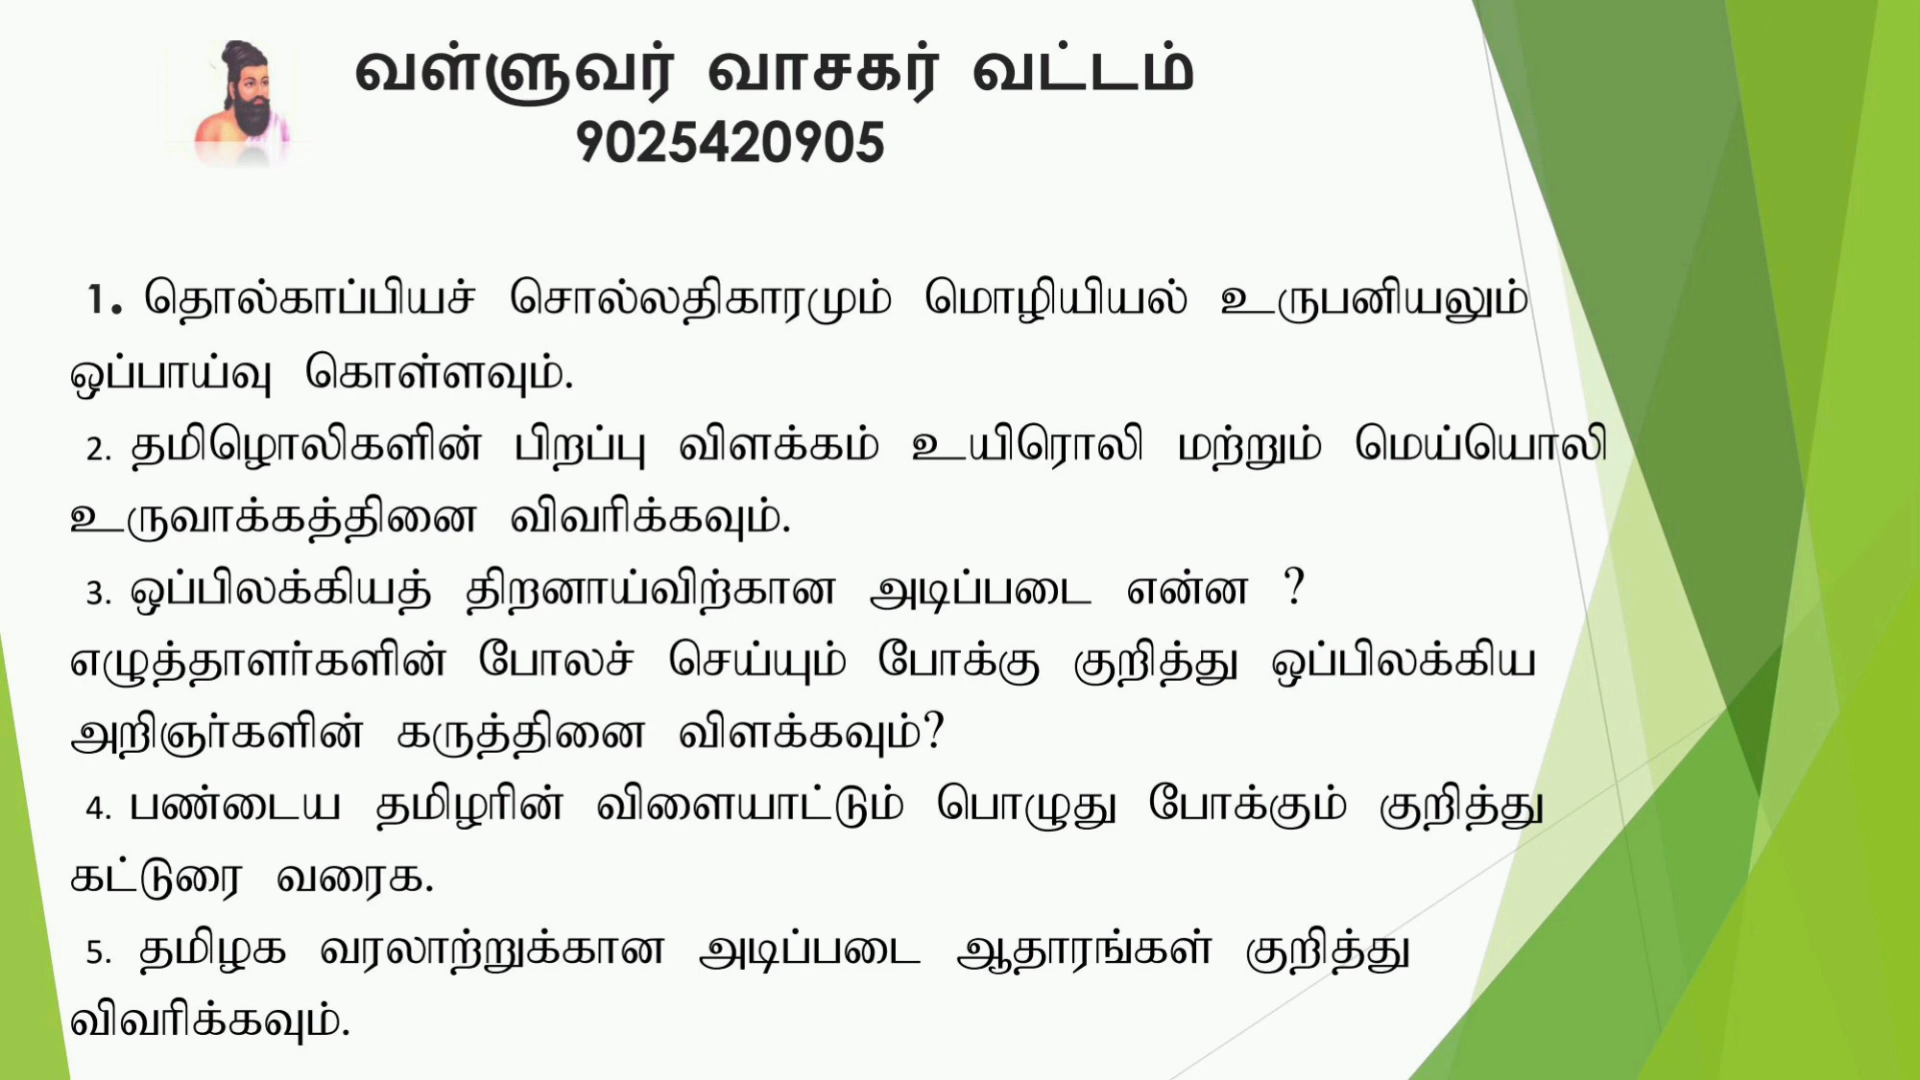 வள்ளுவர் வாசகர் வட்டம்
9025420905
1. தொல்காப்பியச் சொல்லதிகாரமும் மொழியியல் உருபனியலும்
ஒப்பாய்வு கொள்ளவும்.
2. தமிழொலிகளின் பிறப்பு விளக்கம் உயிரொலி மற்றும் மெய்யொலி
உருவாக்கத்தினை விவரிக்கவும்.
3. ஒப்பிலக்கியத் திறனாய்விற்கான அடிப்படை என்ன ?
எழுத்தாளர்களின் போலச் செய்யும் போக்கு குறித்து ஒப்பிலக்கிய
அறிஞர்களின் கருத்தினை விளக்கவும்?
4. பண்டைய தமிழரின் விளையாட்டும் பொழுது போக்கும் குறித்து
கட்டுரை வரைக.
5. தமிழக வரலாற்றுக்கான அடிப்படை ஆதாரங்கள் குறித்து
விவரிக்கவும்.